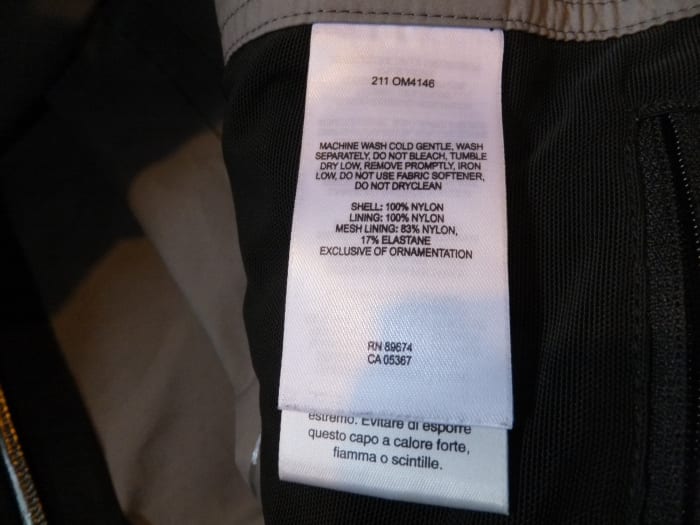 211 OM4146
MACHINE WASH COLD GENTLE, WASH
SEPARATELY, DO NOT BLEACH, TUMBLE
DRY LOW, REMOVE PROMPTLY, IRON
LOW, DO NOT USE FABRIC SOFTENER,
DO NOT DRYCLEAN
SHELL: 100% NYLON
LINING: 100% NYLON
MESH LINING: 83% NYLON,
17% ELASTANE
EXCLUSIVE OF ORNAMENTATION
RN 89674
CA 05367
estremo. Evitare di esporre
questo capo a calore forte,
fiamma o scintille.